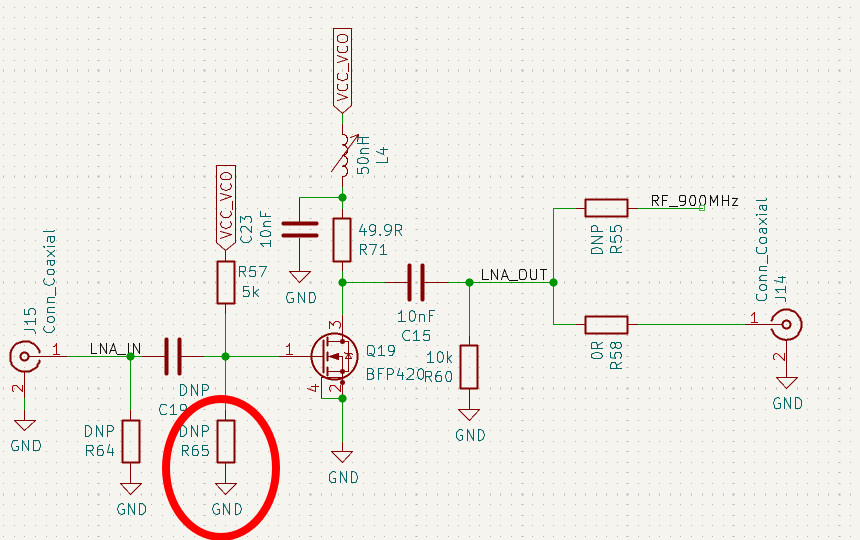 VCC_VCO
50nH
L4
VCC_VCO
C23
10nF
49.9R
R71
GND
R57
5k
RF_900MHz
DNP
R55
Conn_Coaxial
J14
LNA_OUT
10nF
C15
1
2
0R
R58
GND
J15
Conn_Coaxial
1
2
LNA_IN
GND
DNP
C19
1
3
4
2
Q19
BFP420
10k
R60
GND
DNP
R64
GND
DNP
R65
GND
GND